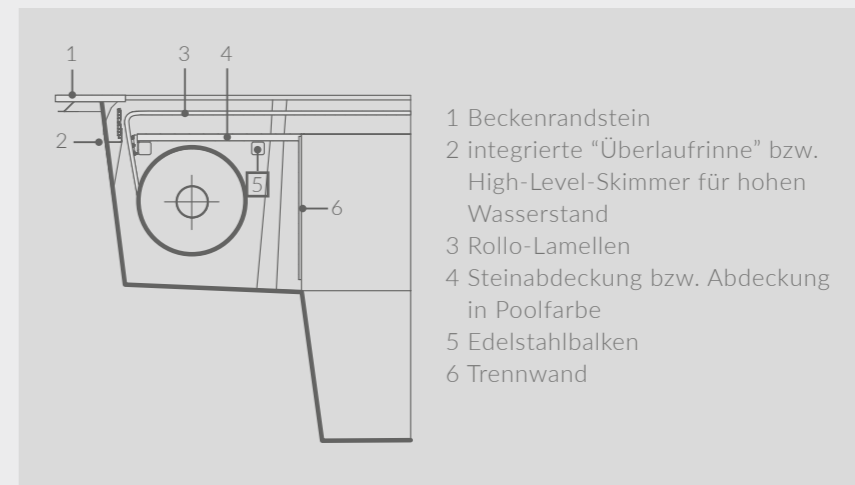 1 3 4
2
5
6
1 Beckenrandstein
2 integrierte “Überlaufrinne” bzw.
High-Level-Skimmer für hohen
Wasserstand
3 Rollo-Lamellen
4 Steinabdeckung bzw. Abdeckung
in Poolfarbe
5 Edelstahlbalken
6 Trennwand